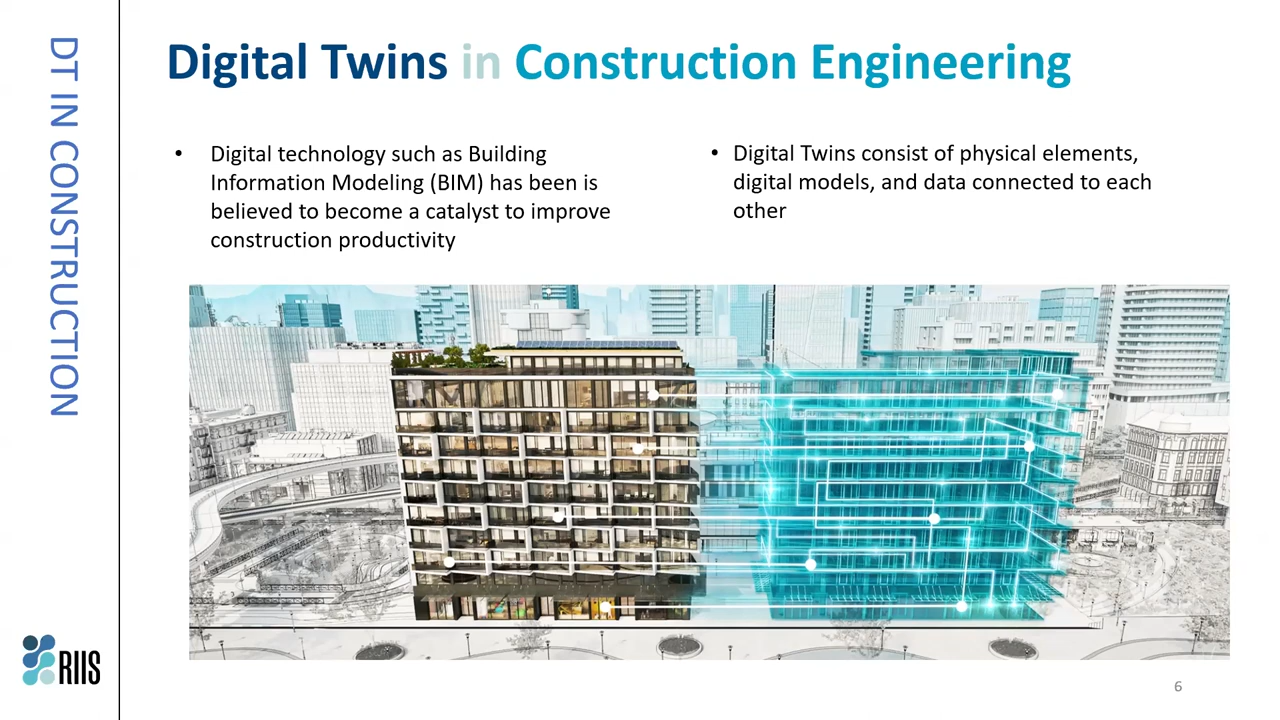 DT IN CONSTRUCTION
Digital Twins in Construction Engineering
• Digital technology such as Building
Information Modeling (BIM) has been is
believed to become a catalyst to improve
construction productivity
• Digital Twins consist of physical elements,
digital models, and data connected to each
other
RIIS
6